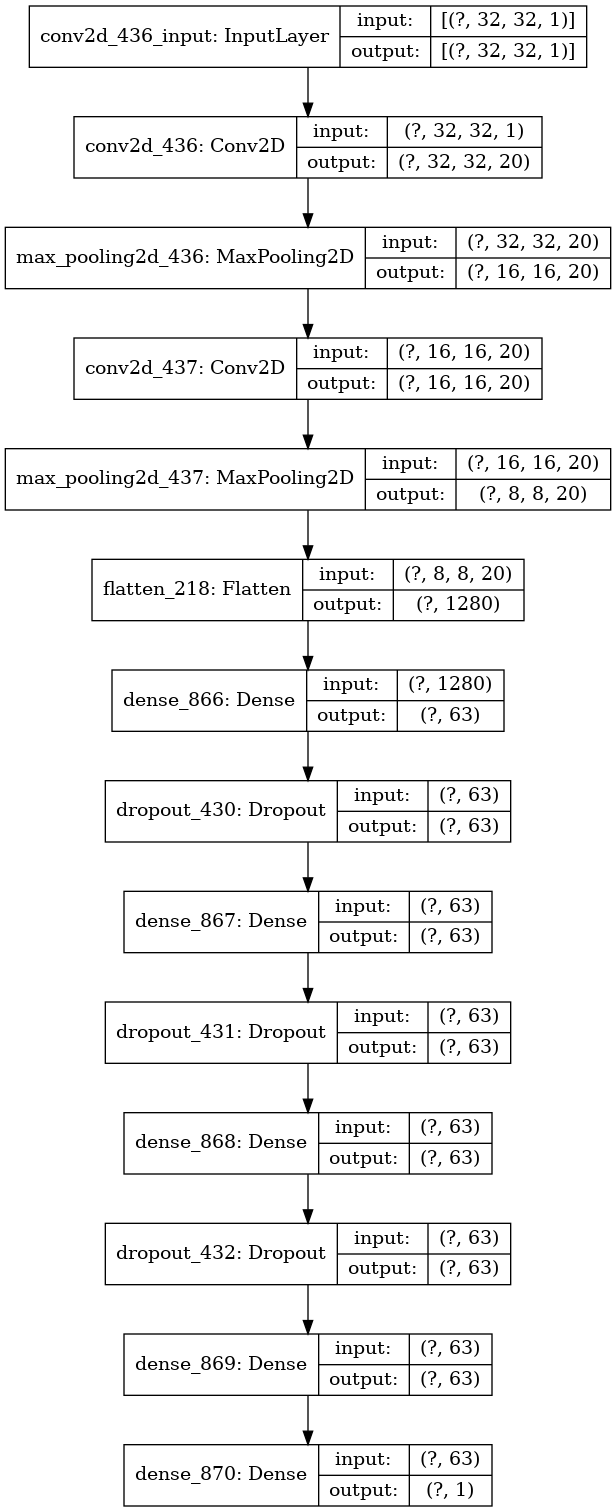 conv2d_436_input: InputLayer
input: [(?, 32, 32, 1)]
output: [(?, 32, 32, 1)]
conv2d_436: Conv2D
input: (?, 32, 32, 1)
output: (?, 32, 32, 20)
max_pooling2d_436: MaxPooling2D
input: (?, 32, 32, 20)
output: (?, 16, 16, 20)
conv2d_437: Conv2D
input: (?, 16, 16, 20)
output: (?, 16, 16, 20)
max_pooling2d_437: MaxPooling2D
input: (?, 16, 16, 20)
output: (?, 8, 8, 20)
flatten_218: Flatten
input: (?, 8, 8, 20)
output: (?, 1280)
dense_866: Dense
input: (?, 1280)
output: (?, 63)
dropout_430: Dropout
input: (?, 63)
output: (?, 63)
dense_867: Dense
input: (?, 63)
output: (?, 63)
dropout_431: Dropout
input: (?, 63)
output: (?, 63)
dense_868: Dense
input: (?, 63)
output: (?, 63)
dropout_432: Dropout
input: (?, 63)
output: (?, 63)
dense_869: Dense
input: (?, 63)
output: (?, 63)
dense_870: Dense
input: (?, 63)
output: (?, 1)